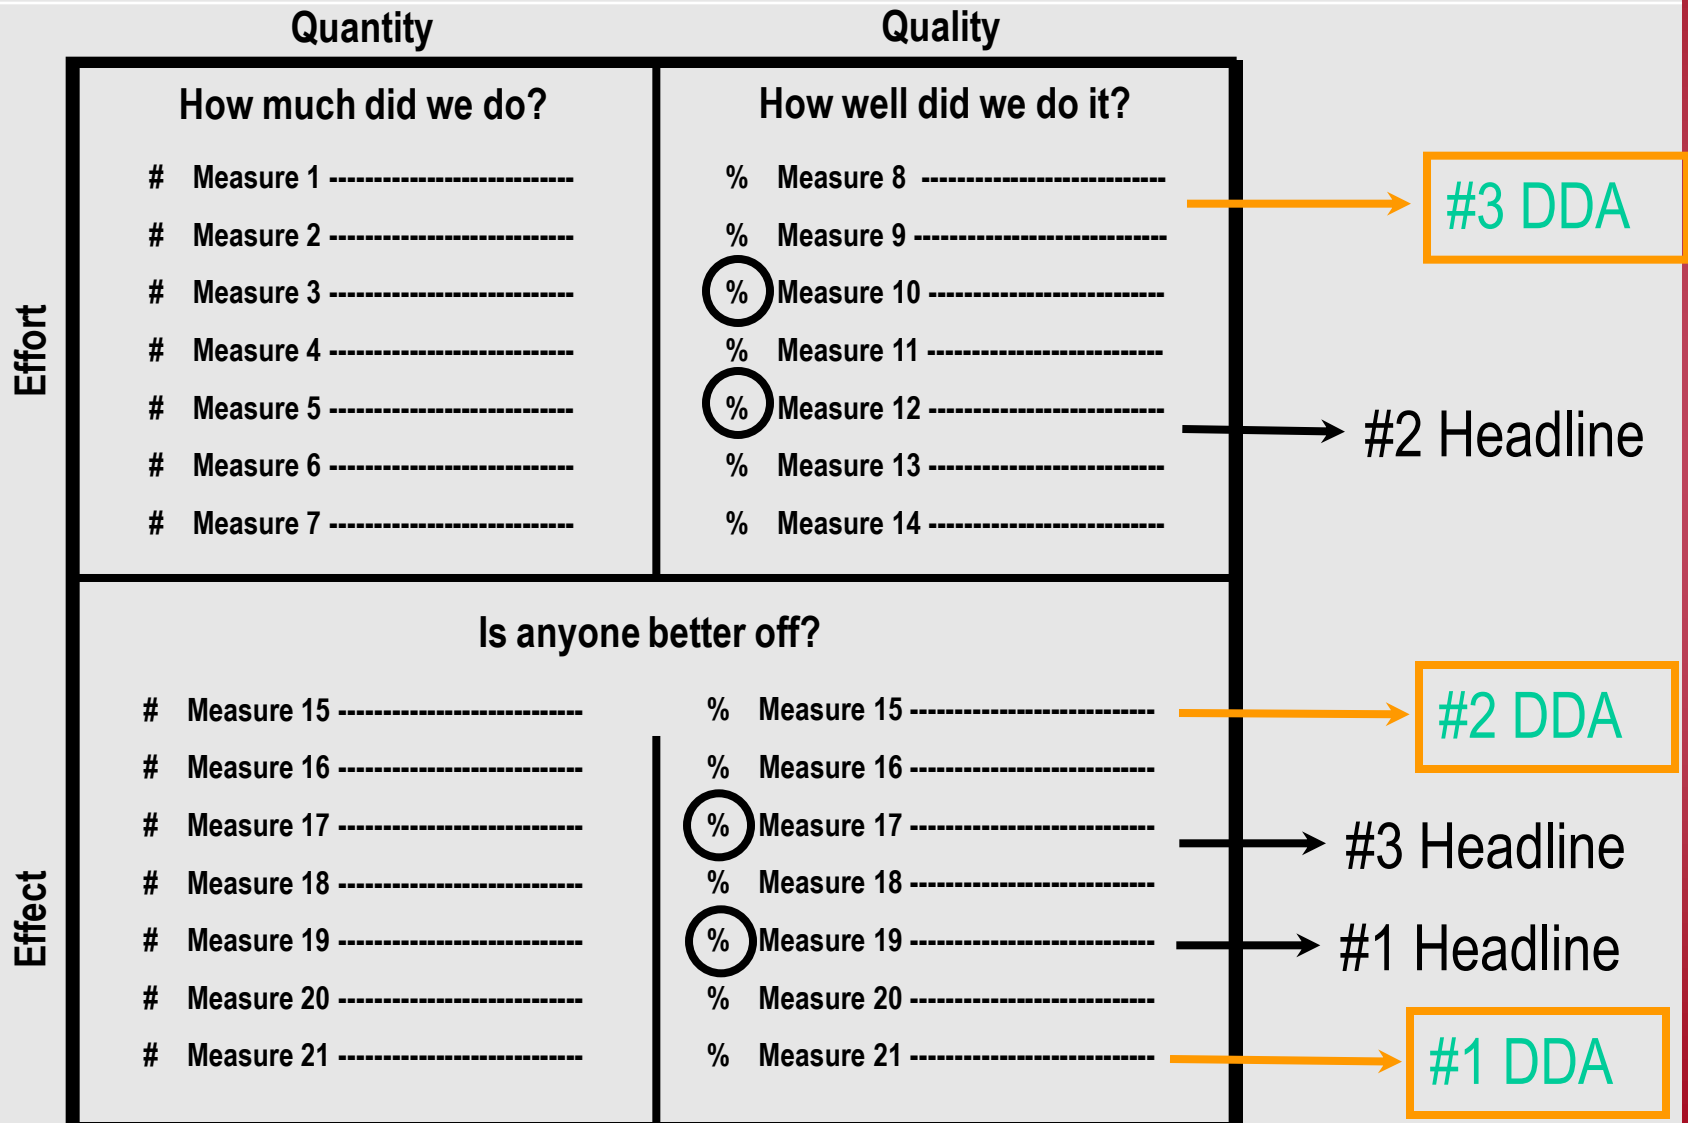 Quantity
Quality
How much did we do?
# Measure 1 ---------------------------
# Measure 2 ---------------------------
# Measure 3 ---------------------------
# Measure 4 ---------------------------
# Measure 5 ---------------------------
# Measure 6 ---------------------------
# Measure 7 ---------------------------
How well did we do it?
% Measure 8 ---------------------------
% Measure 9 ----------------------------
% Measure 10 --------------------------
% Measure 11 --------------------------
% Measure 12 --------------------------
% Measure 13 --------------------------
% Measure 14 --------------------------
#3 DDA
#2 Headline
Effort
Is anyone better off?
# Measure 15 ---------------------------
# Measure 16 ---------------------------
# Measure 17 ---------------------------
# Measure 18 ---------------------------
# Measure 19 ---------------------------
# Measure 20 ---------------------------
# Measure 21 ---------------------------
% Measure 15 ---------------------------
% Measure 16 ---------------------------
% Measure 17 ---------------------------
% Measure 18 ---------------------------
% Measure 19 ---------------------------
% Measure 20 ---------------------------
% Measure 21 ---------------------------
#2 DDA
#3 Headline
#1 Headline
#1 DDA
Effect